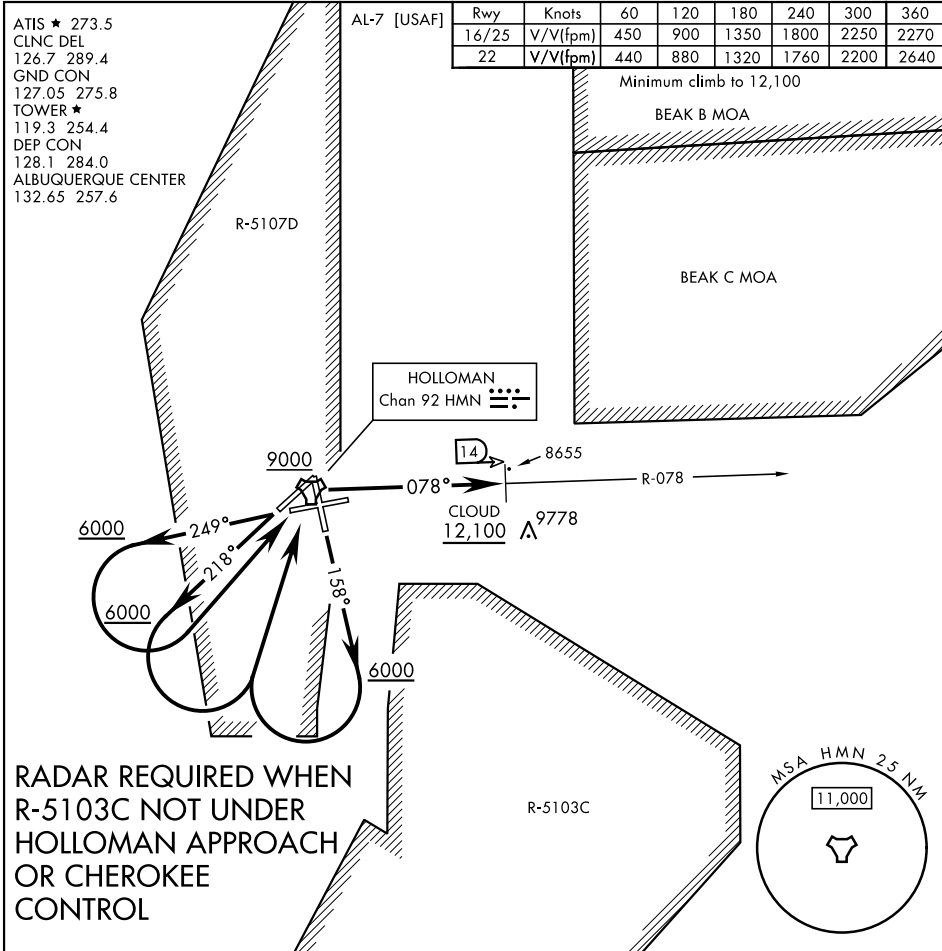 ATIS ★ 273.5
CLNC DEL
126.7 289.4
GND CON
127.05 275.8
TOWER ★
119.3 254.4
DEP CON
128.1 284.0
ALBUQUERQUE CENTER
132.65 257.6
AL-7 [USAF]
Rwy Knots 60 120 180 240 300 360
16/25 V/V(fpm) 450 900 1350 1800 2250 2270
22 V/V(fpm) 440 880 1320 1760 2200 2640
Minimum climb to 12,100
BEAK B MOA
R-5107D
BEAK C MOA
HOLLOMAN
Chan 92 HMN
14
8655
9000
078°
R-078
CLOUD
12,100
9778
6000
249°
218°
158°
6000
6000
RADAR REQUIRED WHEN
R-5103C NOT UNDER
HOLLOMAN APPROACH
OR CHEROKEE
CONTROL
R-5103C
MSA HMN 25 NM
11,000